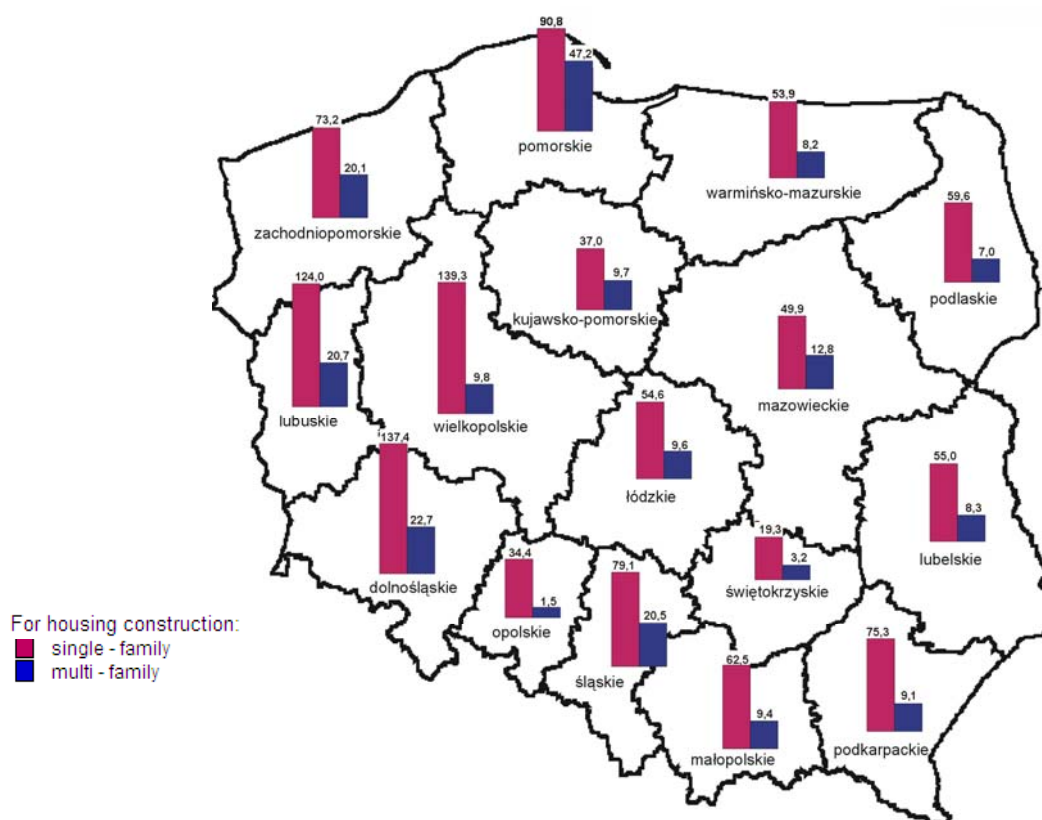 90,8
47,2
pomorskie
53,9
8,2
warmińsko-mazurskie
73,2
20,1
zachodniopomorskie
59,6
7,0
podlaskie
37,0
9,7
kujawsko-pomorskie
124,0
20,7
lubuskie
139,3
9,8
wielkopolskie
49,9
12,8
mazowieckie
54,6
9,6
łódzkie
137,4
22,7
dolnośląskie
55,0
8,3
lubelskie
34,4
1,5
opolskie
79,1
20,5
śląskie
19,3
3,2
świętokrzyskie
62,5
9,4
małopolskie
75,3
9,1
podkarpackie
For housing construction:
single - family
multi - family